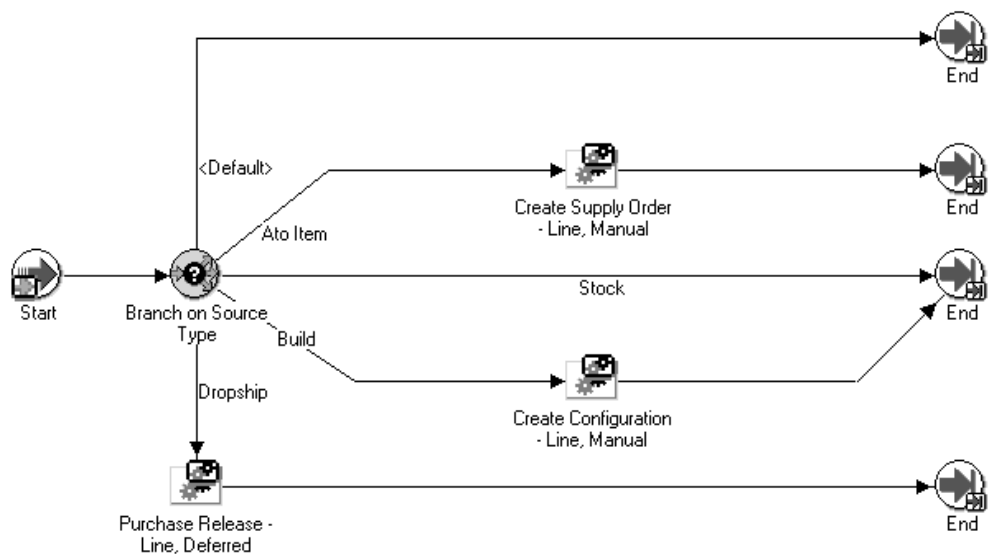 End
<Default>
Create Supply Order
- Line, Manual
End
Ato Item
Start
Branch on Source
Type
Stock
End
Build
Dropship
Create Configuration
- Line, Manual
Purchase Release -
Line, Deferred
End